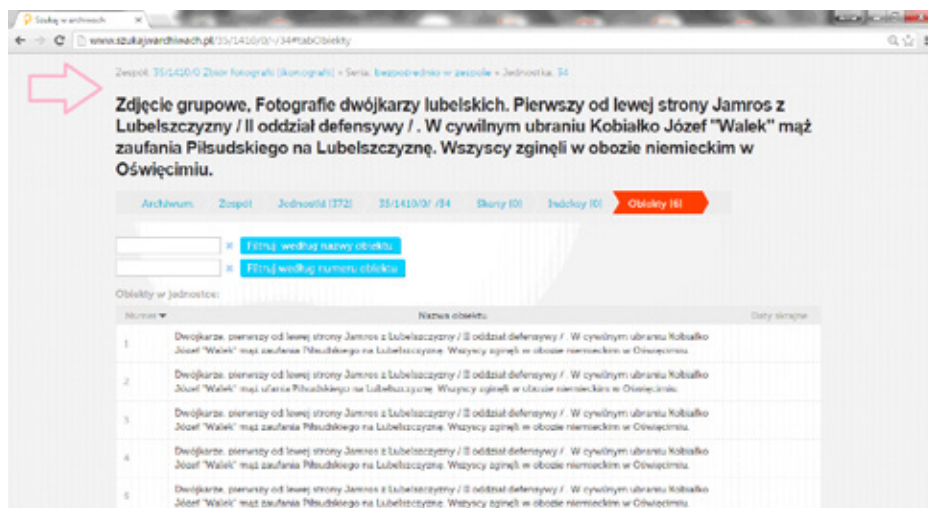 Szukaj w archiwach
www.szukajwarchiwach.pl/35/1410/0/-/34#tabObiekty
Zespół: 35/1410/0 Zbiór fotografii (ikonografii) » Seria: bezpośrednio w zespole » Jednostka: 34
Zdjęcie grupowe, Fotografie dwójkarzy lubelskich. Pierwszy od lewej strony Jamros z
Lubelszczyzny / II oddział defensywy / . W cywilnym ubraniu Kobiałko Józef "Walek" mąż
zaufania Piłsudskiego na Lubelszczyznę. Wszyscy zginęli w obozie niemieckim w
Oświęcimiu.
Archiwum Zespół Jednostki (372) 35/1410/0/ /34 Skany (0) Indeksy (0) Obiekty (6)
× Filtruj według nazwy obiektu
× Filtruj według numeru obiektu
Obiekty w jednostce:
Numer Nazwa obiektu Daty skrajne
1 Dwójkarze, pierwszy od lewej strony Jamros z Lubelszczyzny / II oddział defensywy / . W cywilnym ubraniu Kobiałko
Józef "Walek" mąż zaufania Piłsudskiego na Lubelszczyznę. Wszyscy zginęli w obozie niemieckim w Oświęcimiu.
2 Dwójkarze, pierwszy od lewej strony Jamros z Lubelszczyzny / II oddział defensywy / . W cywilnym ubraniu Kobiałko
Józef "Walek" mąż ufania Piłsudskiego na Lubelszczyznę. Wszyscy zginęli w obozie niemieckim w Oświęcimiu.
3 Dwójkarze, pierwszy od lewej strony Jamros z Lubelszczyzny / II oddział defensywy / . W cywilnym ubraniu Kobiałko
Józef "Walek" mąż zaufania Piłsudskiego na Lubelszczyznę. Wszyscy zginęli w obozie niemieckim w Oświęcimiu.
4 Dwójkarze, pierwszy od lewej strony Jamros z Lubelszczyzny / II oddział defensywy / . W cywilnym ubraniu Kobiałko
Józef "Walek" mąż zaufania Piłsudskiego na Lubelszczyznę. Wszyscy zginęli w obozie niemieckim w Oświęcimiu.
5 Dwójkarze, pierwszy od lewej strony Jamros z Lubelszczyzny / II oddział defensywy / . W cywilnym ubraniu Kobiałko
Józef "Walek" mąż zaufania Piłsudskiego na Lubelszczyznę. Wszyscy zginęli w obozie niemieckim w Oświęcimiu.